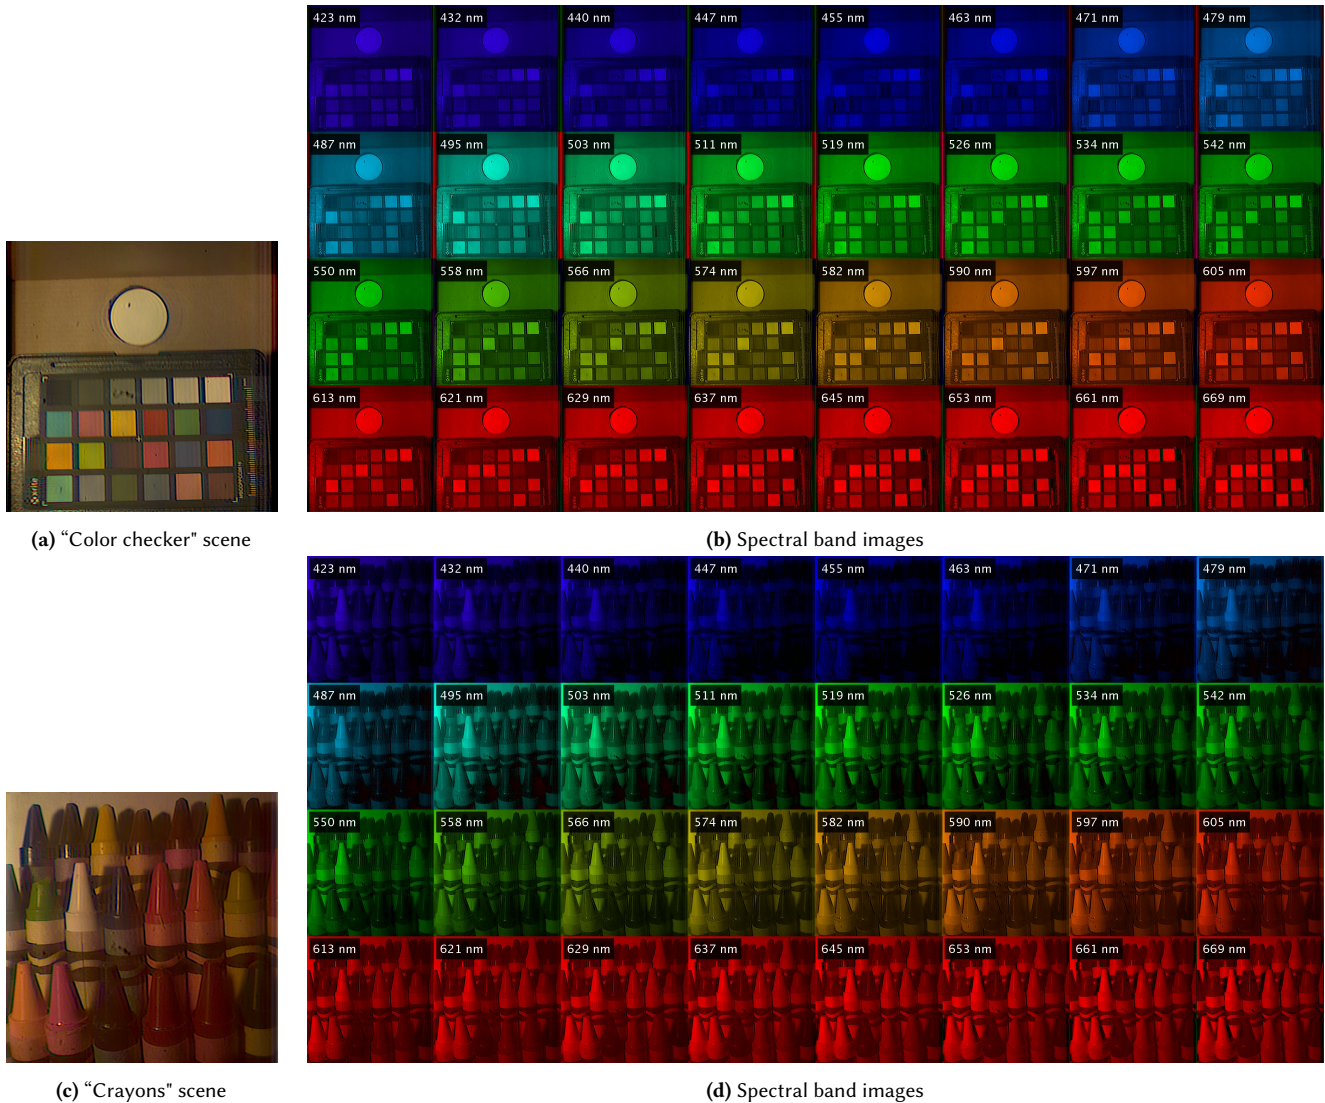 423 nm 432 nm 440 nm 447 nm 455 nm 463 nm 471 nm 479 nm
487 nm 495 nm 503 nm 511 nm 519 nm 526 nm 534 nm 542 nm
550 nm 558 nm 566 nm 574 nm 582 nm 590 nm 597 nm 605 nm
613 nm 621 nm 629 nm 637 nm 645 nm 653 nm 661 nm 669 nm
x-rite
(a) “Color checker" scene
(b) Spectral band images
423 nm 432 nm 440 nm 447 nm 455 nm 463 nm 471 nm 479 nm
487 nm 495 nm 503 nm 511 nm 519 nm 526 nm 534 nm 542 nm
550 nm 558 nm 566 nm 574 nm 582 nm 590 nm 597 nm 605 nm
613 nm 621 nm 629 nm 637 nm 645 nm 653 nm 661 nm 669 nm
(c) “Crayons" scene
(d) Spectral band images